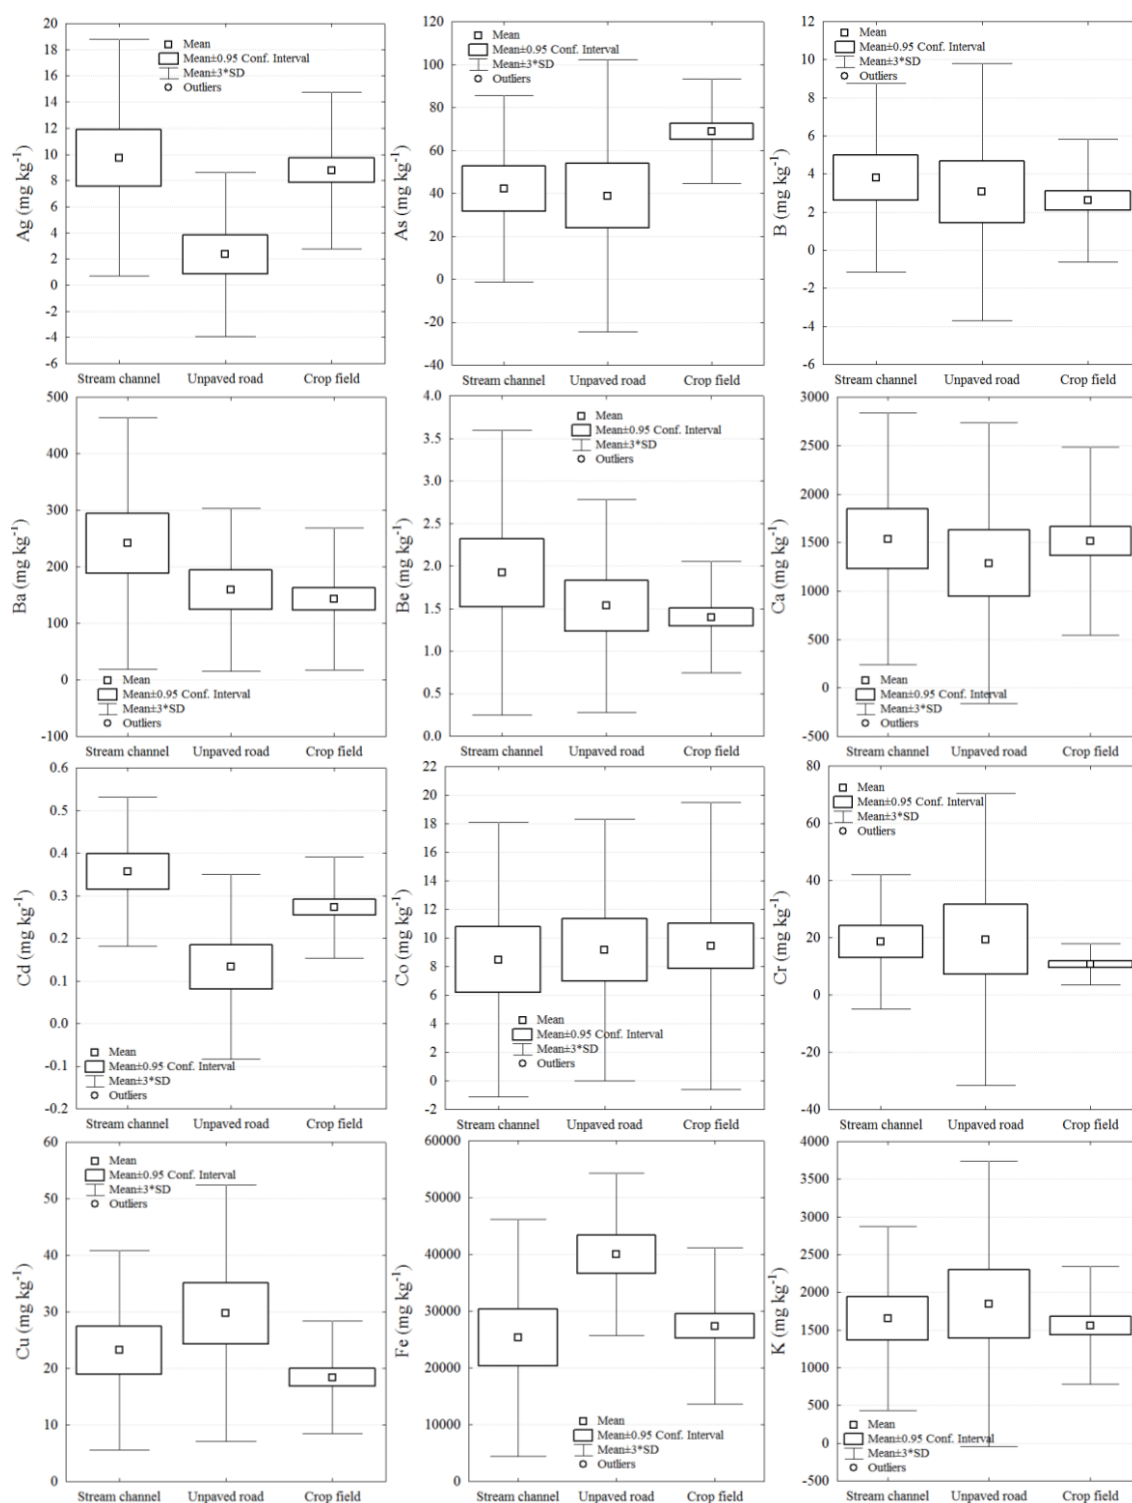 20
18
16
14
12
10
8
6
4
2
0
-2
-4
-6
Ag (mg kg⁻¹)
Mean
Mean±0.95 Conf. Interval
Mean±3*SD
Outliers
Stream channel Unpaved road Crop field
120
100
80
60
40
20
0
-20
-40
As (mg kg⁻¹)
Mean
Mean±0.95 Conf. Interval
Mean±3*SD
Outliers
Stream channel Unpaved road Crop field
12
10
8
6
4
2
0
-2
-4
-6
B (mg kg⁻¹)
Mean
Mean±0.95 Conf. Interval
Mean±3*SD
Outliers
Stream channel Unpaved road Crop field
500
400
300
200
100
0
-100
Ba (mg kg⁻¹)
Mean
Mean±0.95 Conf. Interval
Mean±3*SD
Outliers
Stream channel Unpaved road Crop field
4.0
3.5
3.0
2.5
2.0
1.5
1.0
0.5
0.0
Be (mg kg⁻¹)
Mean
Mean±0.95 Conf. Interval
Mean±3*SD
Outliers
Stream channel Unpaved road Crop field
3000
2500
2000
1500
1000
500
0
-500
Ca (mg kg⁻¹)
Mean
Mean±0.95 Conf. Interval
Mean±3*SD
Outliers
Stream channel Unpaved road Crop field
0.6
0.5
0.4
0.3
0.2
0.1
0.0
-0.1
-0.2
Cd (mg kg⁻¹)
Mean
Mean±0.95 Conf. Interval
Mean±3*SD
Outliers
Stream channel Unpaved road Crop field
22
20
18
16
14
12
10
8
6
4
2
0
-2
Co (mg kg⁻¹)
Mean
Mean±0.95 Conf. Interval
Mean±3*SD
Outliers
Stream channel Unpaved road Crop field
80
60
40
20
0
-20
-40
Cr (mg kg⁻¹)
Mean
Mean±0.95 Conf. Interval
Mean±3*SD
Outliers
Stream channel Unpaved road Crop field
60
50
40
30
20
10
0
Cu (mg kg⁻¹)
Mean
Mean±0.95 Conf. Interval
Mean±3*SD
Outliers
Stream channel Unpaved road Crop field
60000
50000
40000
30000
20000
10000
0
Fe (mg kg⁻¹)
Mean
Mean±0.95 Conf. Interval
Mean±3*SD
Outliers
Stream channel Unpaved road Crop field
4000
3500
3000
2500
2000
1500
1000
500
0
-500
K (mg kg⁻¹)
Mean
Mean±0.95 Conf. Interval
Mean±3*SD
Outliers
Stream channel Unpaved road Crop field